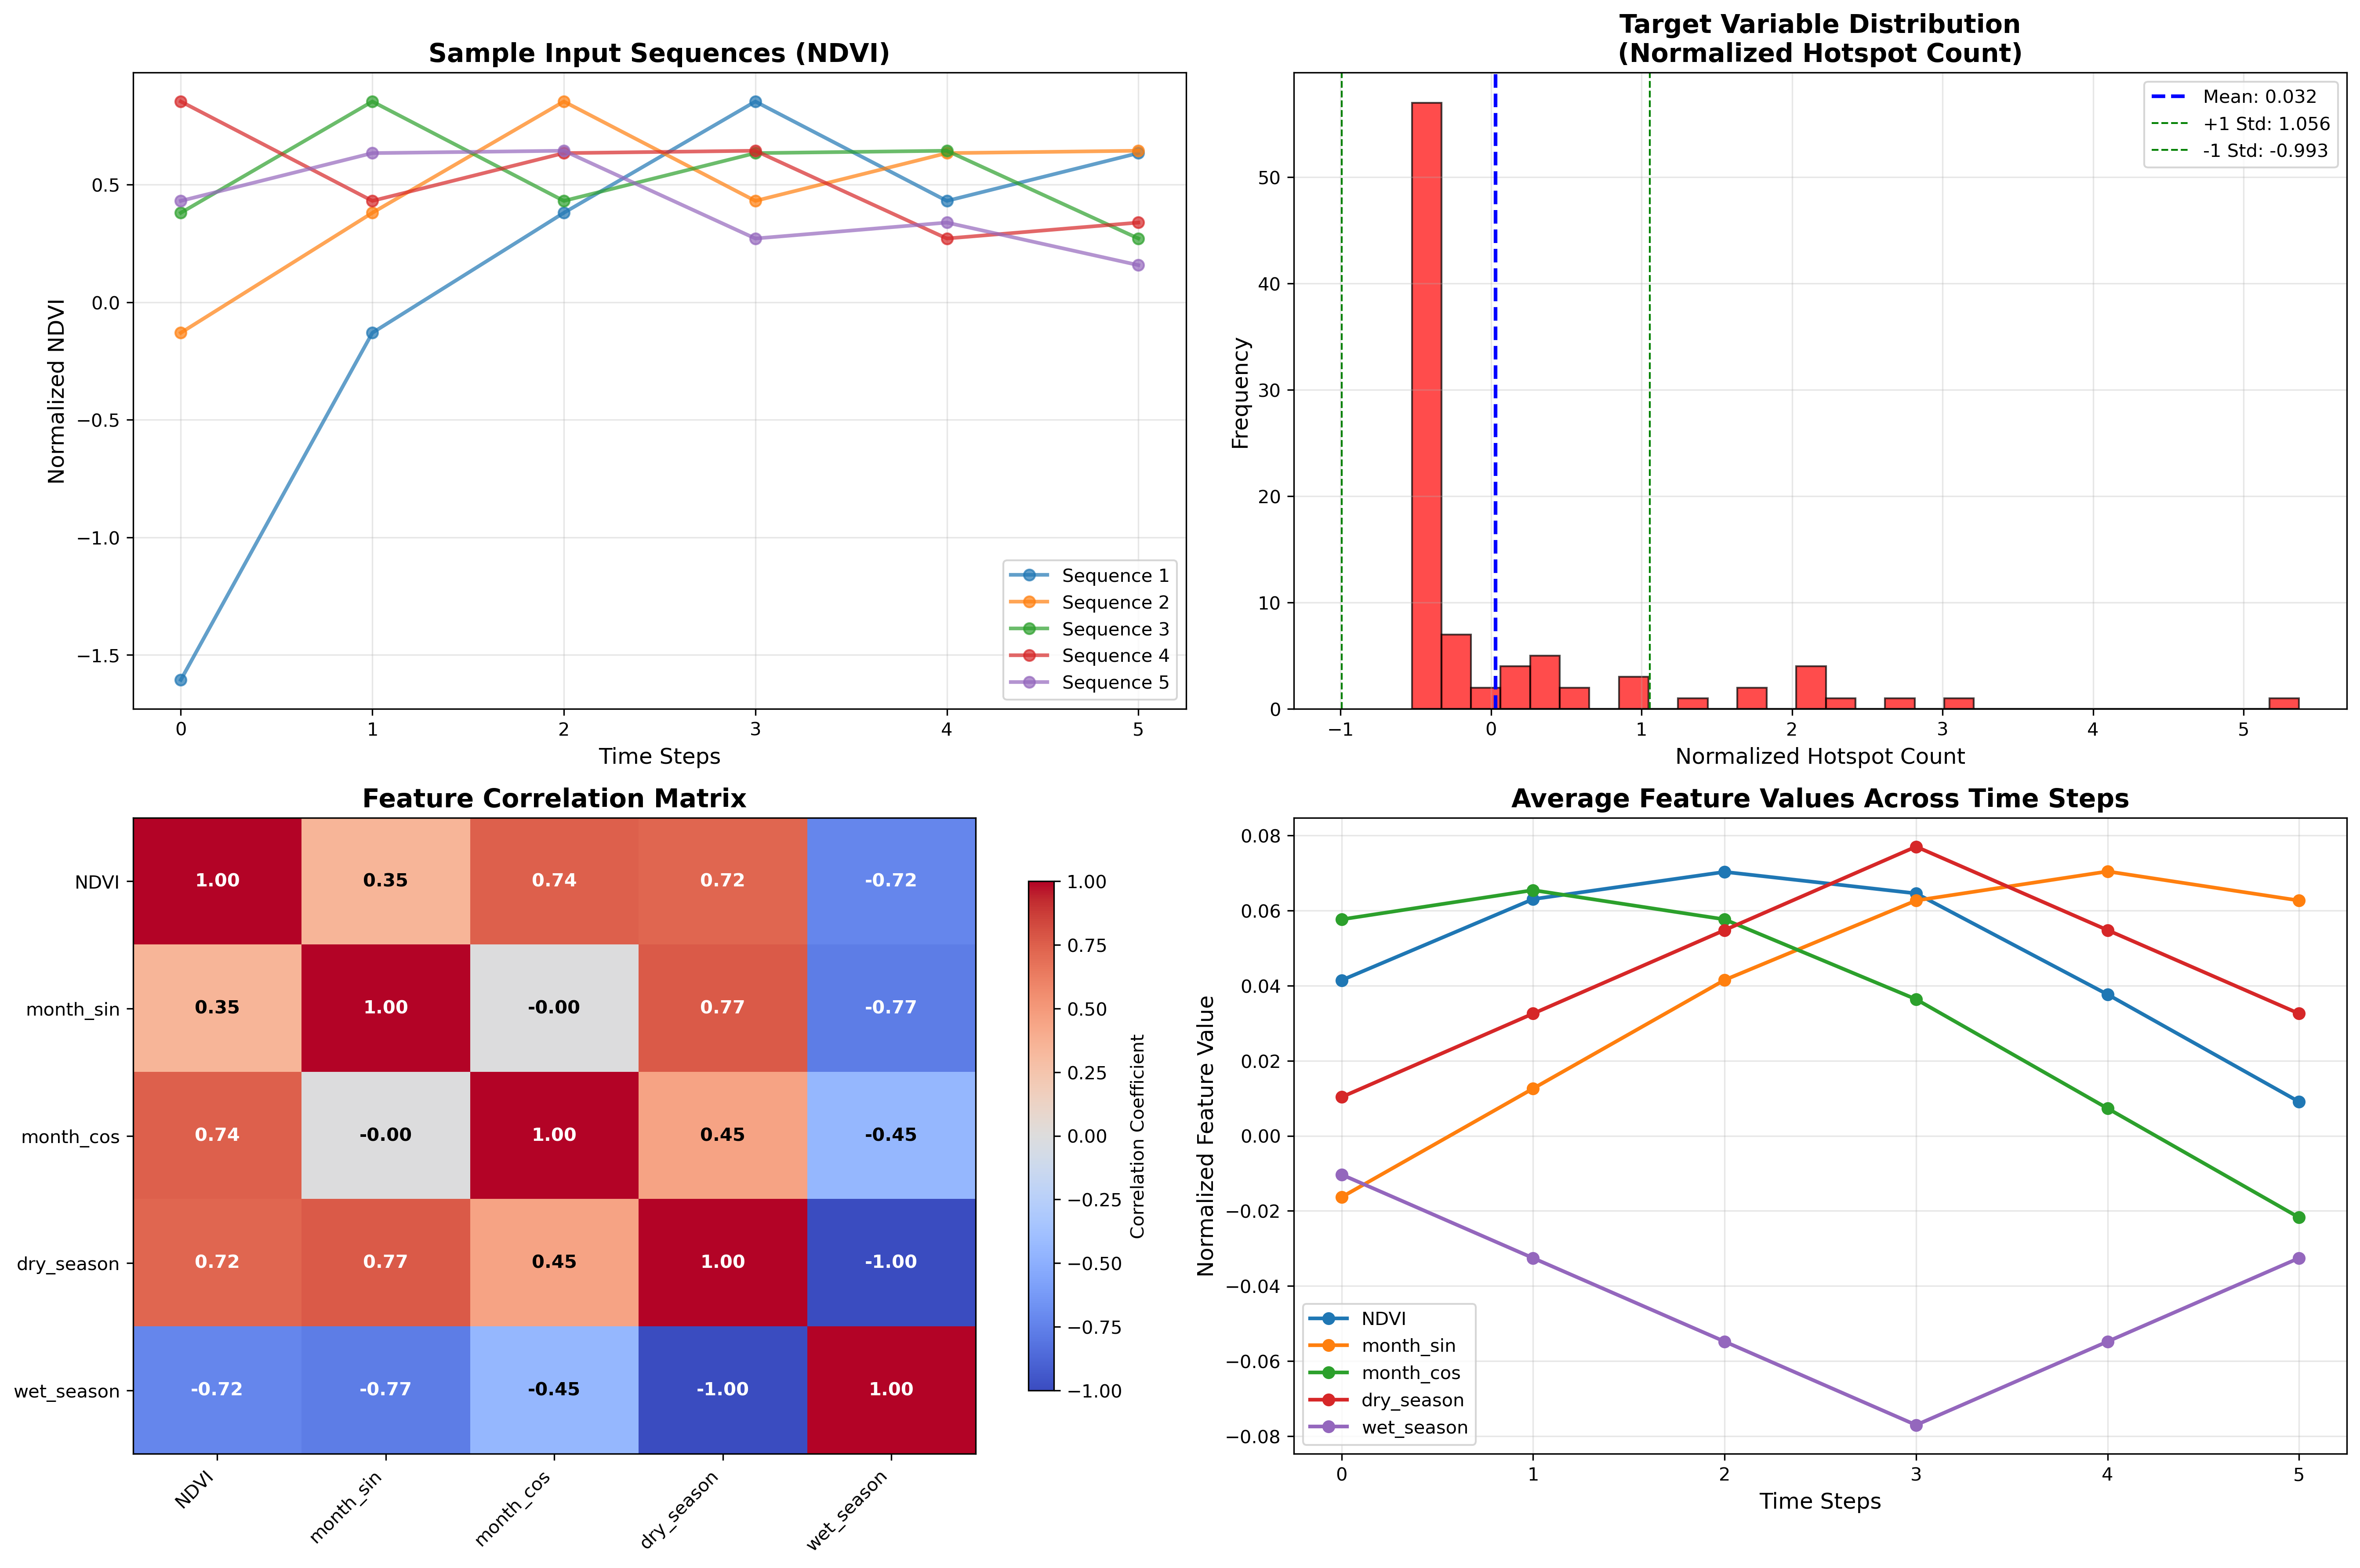 Sample Input Sequences (NDVI)
Normalized NDVI
0.5
0.0
−0.5
−1.0
−1.5
0 1 2 3 4 5
Time Steps
Sequence 1
Sequence 2
Sequence 3
Sequence 4
Sequence 5
Target Variable Distribution
(Normalized Hotspot Count)
Frequency
50
40
30
20
10
0
−1 0 1 2 3 4 5
Normalized Hotspot Count
Mean: 0.032
+1 Std: 1.056
-1 Std: -0.993
Feature Correlation Matrix
NDVI 1.00 0.35 0.74 0.72 -0.72
month_sin 0.35 1.00 -0.00 0.77 -0.77
month_cos 0.74 -0.00 1.00 0.45 -0.45
dry_season 0.72 0.77 0.45 1.00 -1.00
wet_season -0.72 -0.77 -0.45 -1.00 1.00
NDVI month_sin month_cos dry_season wet_season
1.00
0.75
0.50
0.25
0.00
−0.25
−0.50
−0.75
−1.00
Correlation Coefficient
Average Feature Values Across Time Steps
Normalized Feature Value
0.08
0.06
0.04
0.02
0.00
−0.02
−0.04
−0.06
−0.08
0 1 2 3 4 5
Time Steps
NDVI
month_sin
month_cos
dry_season
wet_season